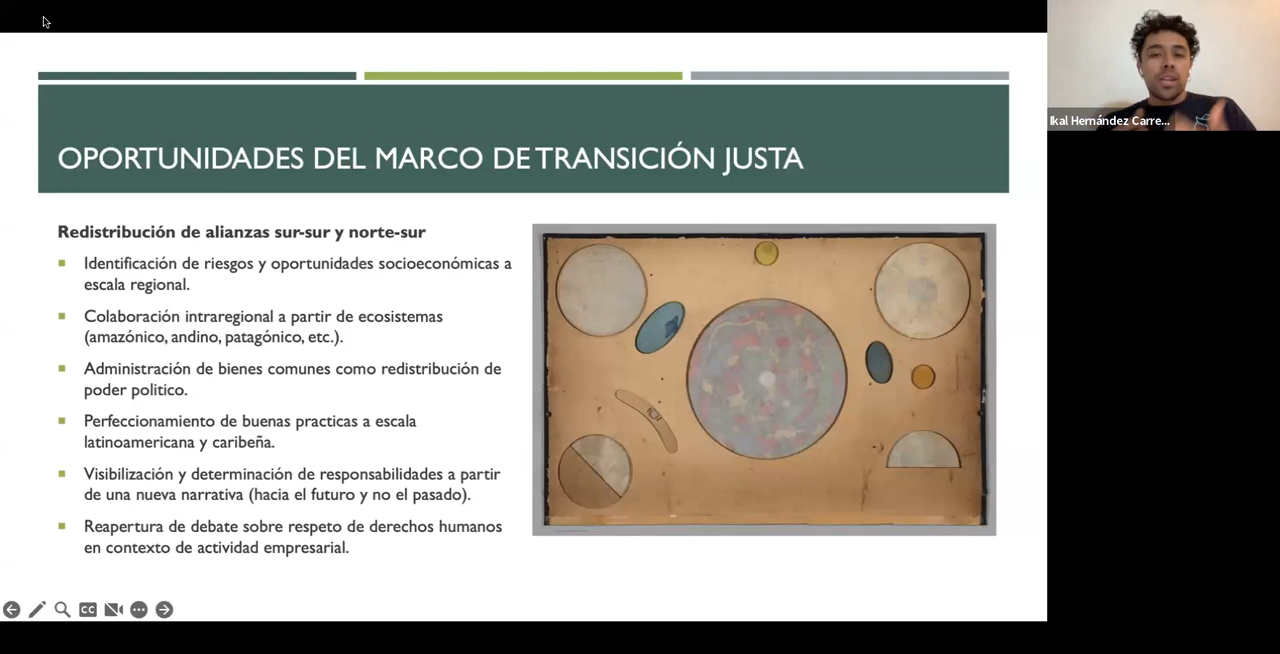 OPORTUNIDADES DEL MARCO DE TRANSICIÓN JUSTA
Redistribución de alianzas sur-sur y norte-sur
Identificación de riesgos y oportunidades socioeconómicas a
escala regional.
Colaboración intraregional a partir de ecosistemas
(amazónico, andino, patagónico, etc.).
Administración de bienes comunes como redistribución de
poder politico.
Perfeccionamiento de buenas practicas a escala
latinoamericana y caribeña.
Visibilización y determinación de responsabilidades a partir
de una nueva narrativa (hacia el futuro y no el pasado).
Reapertura de debate sobre respeto de derechos humanos
en contexto de actividad empresarial.
CC
Ikal Hernández Carre...